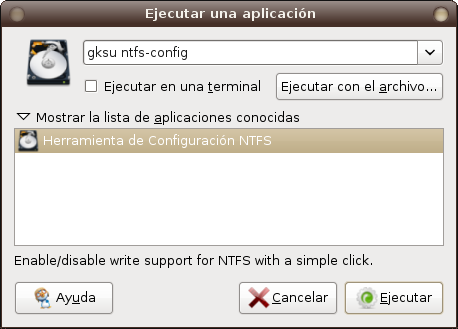 Ejecutar una aplicación
gksu ntfs-config
Ejecutar en una terminal
Ejecutar con el archivo...
Mostrar la lista de aplicaciones conocidas
Herramienta de Configuración NTFS
Enable/disable write support for NTFS with a simple click.
Ayuda
Cancelar
Ejecutar